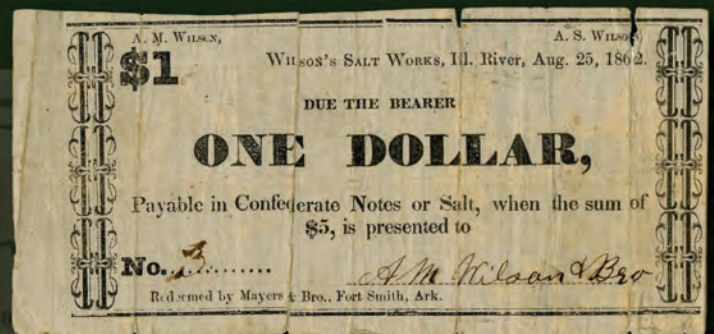 A. M. Wilson, A. S. Wilson,
$1 Wilson's Salt Works, Ill. River, Aug. 25, 1862.
DUE THE BEARER
ONE DOLLAR,
Payable in Confederate Notes or Salt, when the sum of
$5, is presented to
No. 3 .......... A M Wilson & Bro
Redeemed by Mayers & Bro., Fort Smith, Ark.